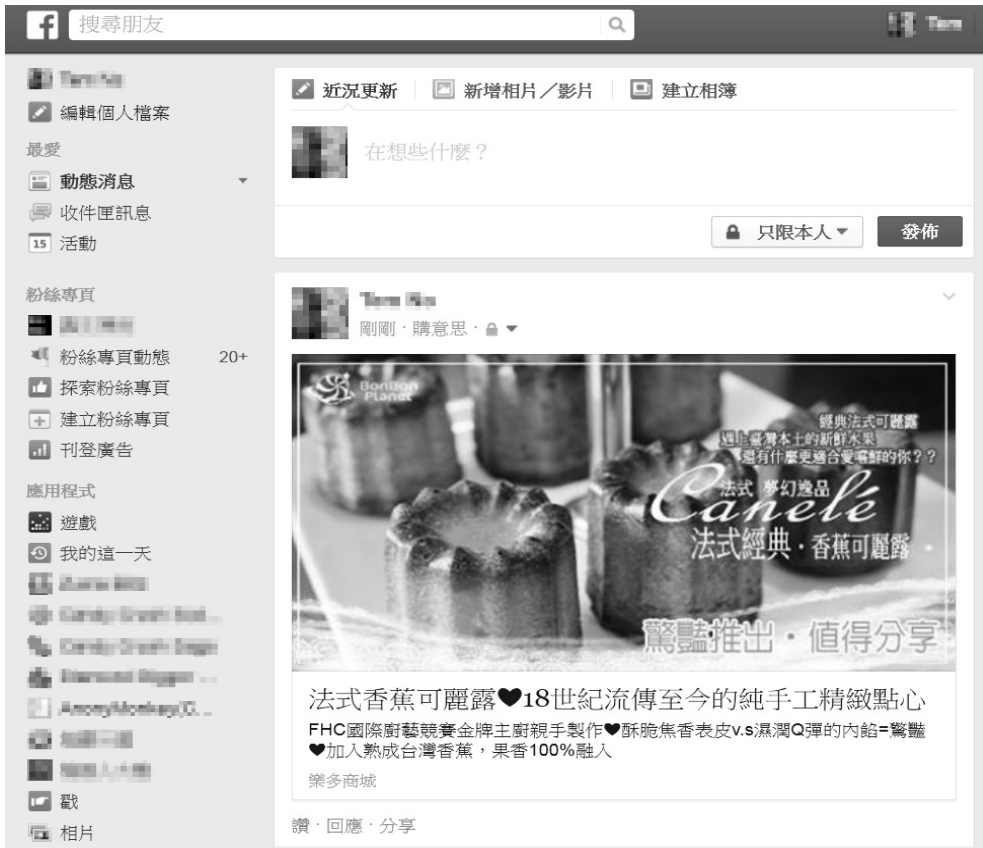 搜尋朋友
編輯個人檔案
最愛
動態消息
收件匣訊息
15 活動
粉絲專頁
粉絲專頁動態 20+
探索粉絲專頁
建立粉絲專頁
刊登廣告
應用程式
遊戲
我的這一天
戳
相片
近況更新 新增相片／影片 建立相簿
在想些什麼？
只限本人 發佈
剛剛 · 購意思 ·
BonBon
Planet
經典法式可麗露
遇上臺灣本土的新鮮水果
還有什麼更適合愛嚐鮮的你？？
法式 夢幻逸品
Canelé
法式經典・香蕉可麗露
驚豔推出・值得分享
法式香蕉可麗露♥18世紀流傳至今的純手工精緻點心
FHC國際廚藝競賽金牌主廚親手製作♥酥脆焦香表皮v.s濕潤Q彈的內餡=驚豔
♥加入熟成台灣香蕉，果香100%融入
樂多商城
讚 · 回應 · 分享